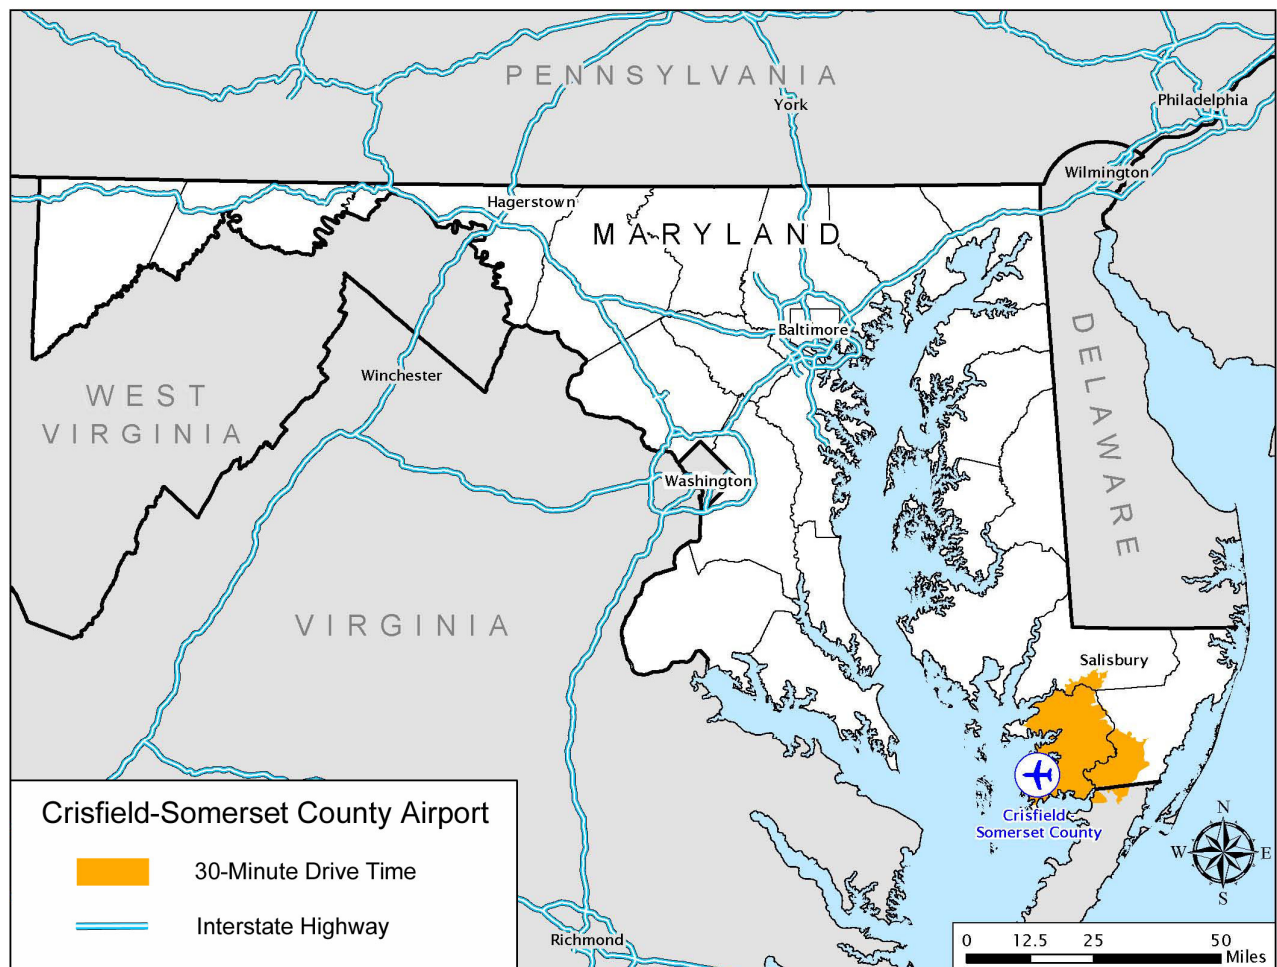 PENNSYLVANIA
York
Philadelphia
Wilmington
Hagerstown
MARYLAND
Baltimore
DELAWARE
Winchester
WEST
VIRGINIA
Washington
VIRGINIA
Salisbury
Crisfield -
Somerset County
Richmond
Crisfield-Somerset County Airport
30-Minute Drive Time
Interstate Highway
N
W E
S
0 12.5 25 50
Miles